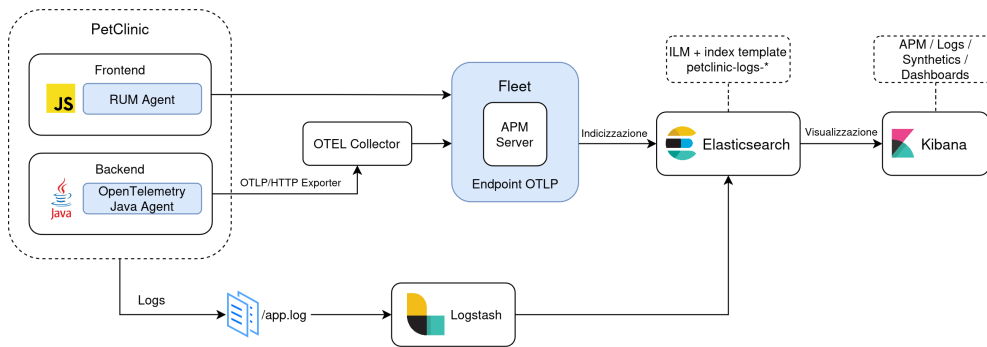 PetClinic
Frontend
JS
RUM Agent
Backend
Java
OpenTelemetry
Java Agent
OTLP/HTTP Exporter
OTEL Collector
Fleet
APM
Server
Endpoint OTLP
Indicizzazione
ILM + index template
petclinic-logs-*
Elasticsearch
Visualizzazione
APM / Logs /
Synthetics /
Dashboards
Kibana
Logs
/app.log
Logstash